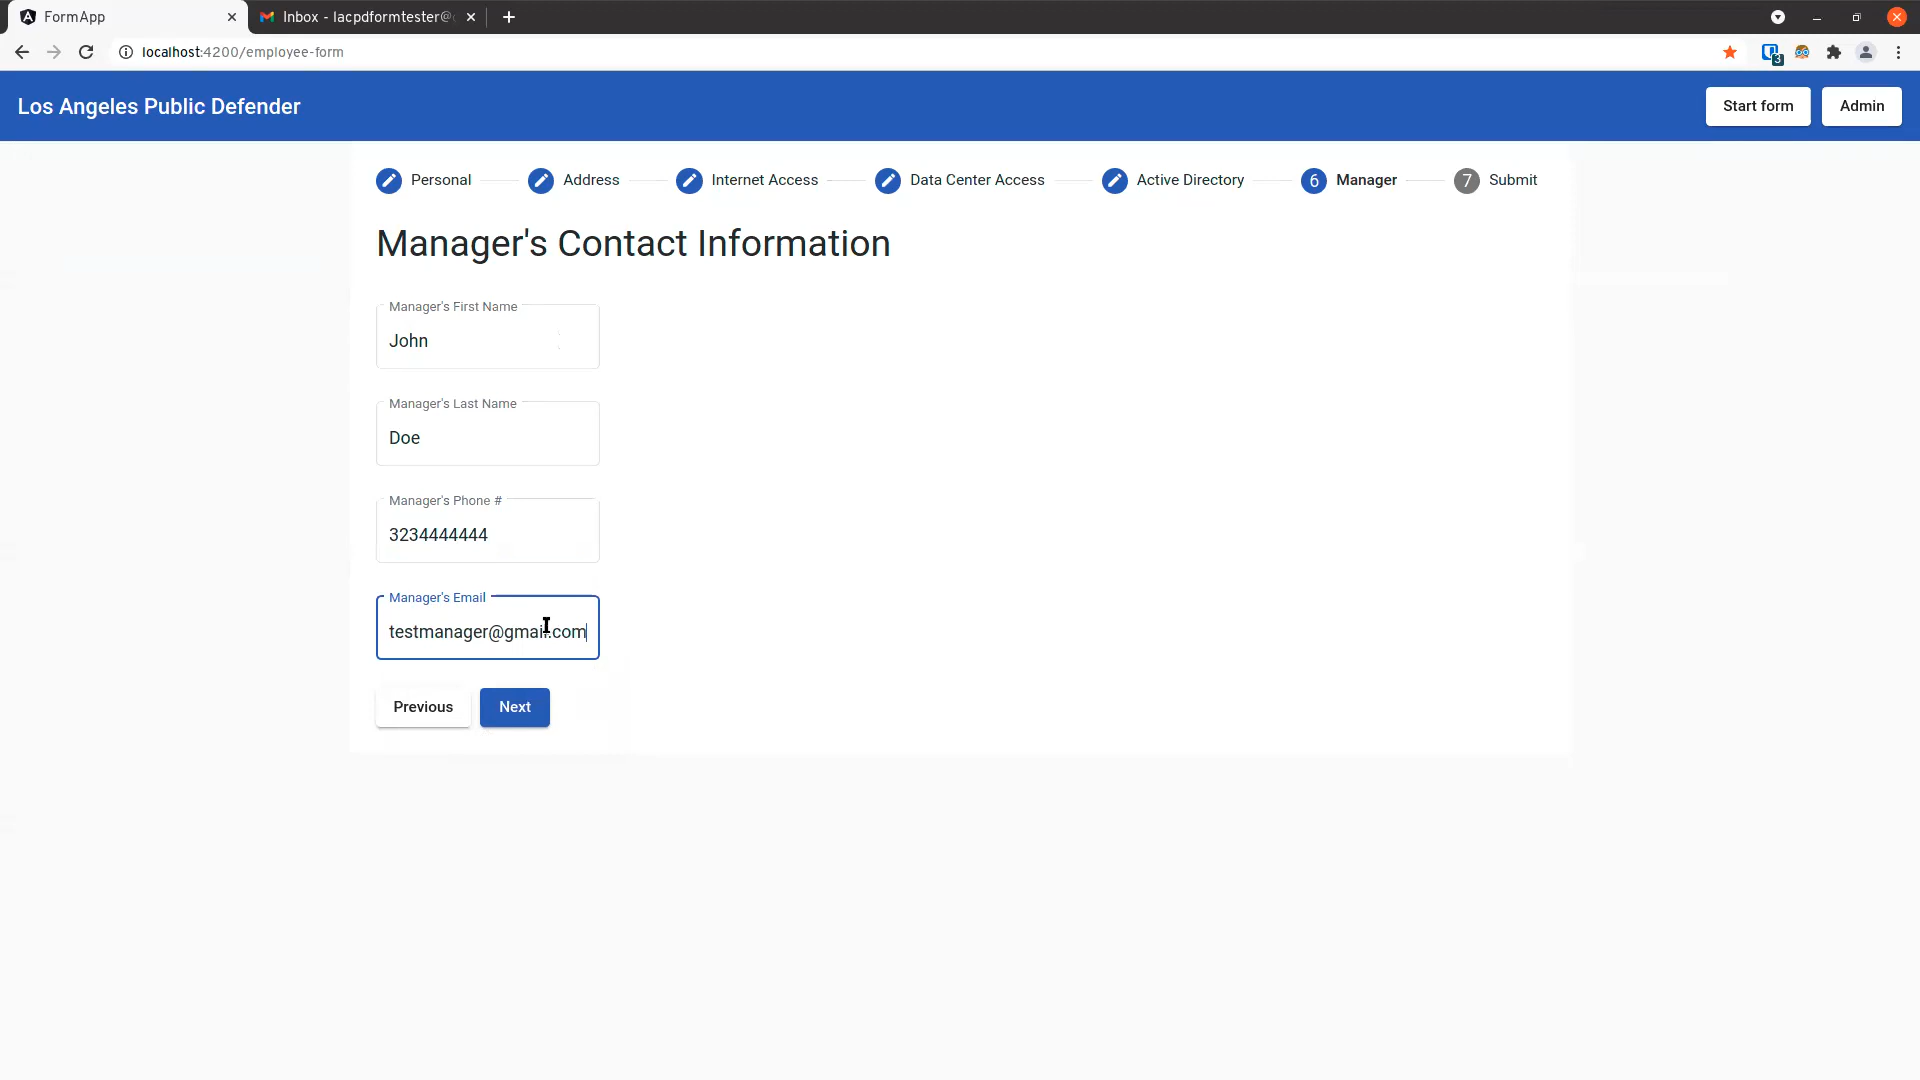 FormApp
Inbox - lacpdformtester@
localhost:4200/employee-form
3
Los Angeles Public Defender
Start form
Admin
Personal
Address
Internet Access
Data Center Access
Active Directory
6 Manager
7 Submit
Manager's Contact Information
Manager's First Name
John
Manager's Last Name
Doe
Manager's Phone #
3234444444
Manager's Email
testmanager@gmail.com
Previous
Next